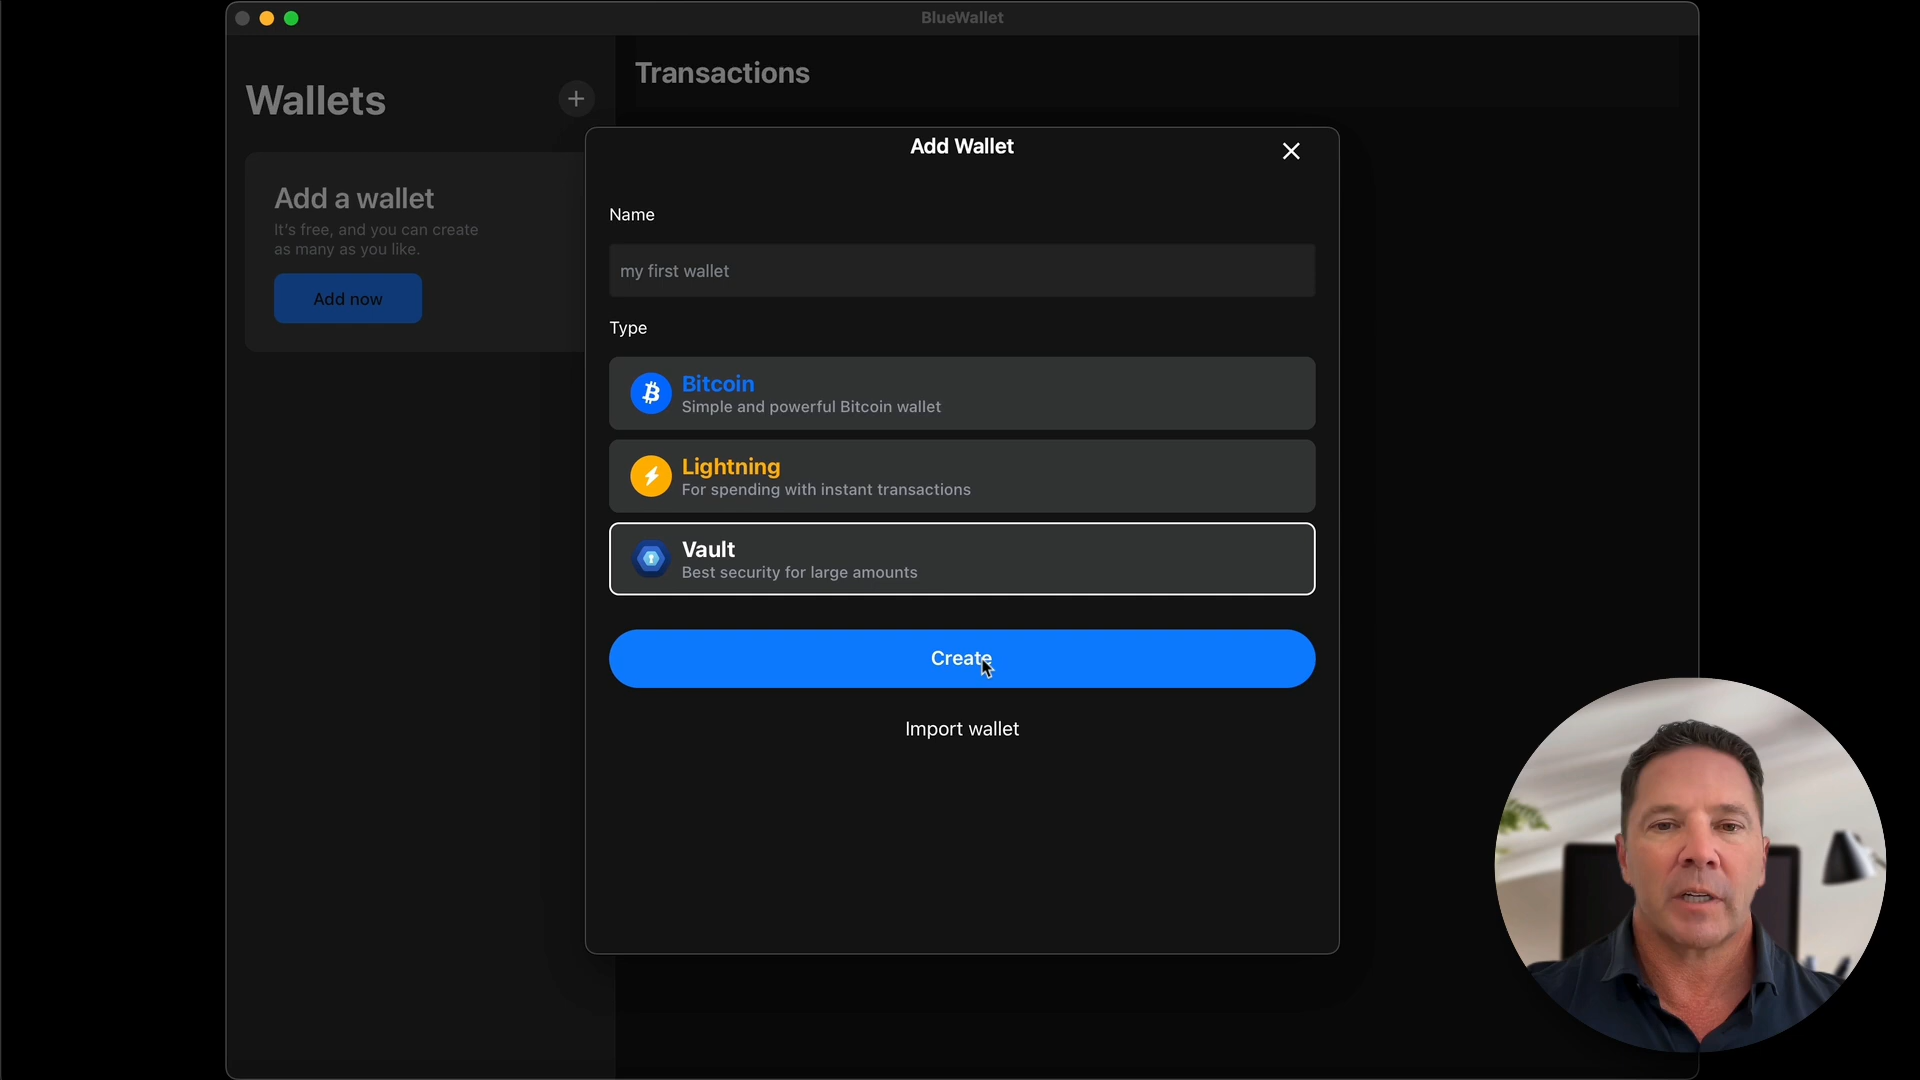 BlueWallet
Wallets
+
Transactions
Add a wallet
It's free, and you can create
as many as you like.
Add now
Add Wallet
Name
my first wallet
Type
Bitcoin
Simple and powerful Bitcoin wallet
Lightning
For spending with instant transactions
Vault
Best security for large amounts
Create
Import wallet